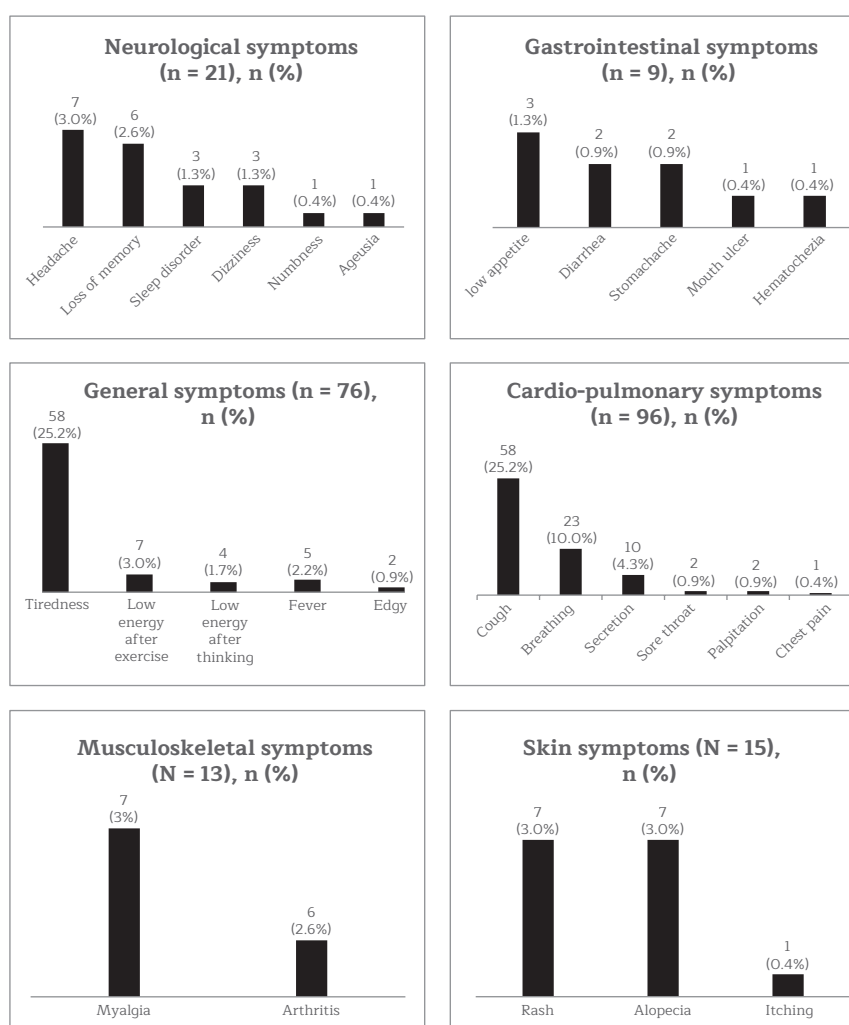 Neurological symptoms
(n = 21), n (%)
7
(3.0%)
6
(2.6%)
3
(1.3%)
3
(1.3%)
1
(0.4%)
1
(0.4%)
Headache
Loss of memory
Sleep disorder
Dizziness
Numbness
Ageusia
Gastrointestinal symptoms
(n = 9), n (%)
3
(1.3%)
2
(0.9%)
2
(0.9%)
1
(0.4%)
1
(0.4%)
low appetite
Diarrhea
Stomachache
Mouth ulcer
Hematochezia
General symptoms (n = 76),
n (%)
58
(25.2%)
7
(3.0%)
4
(1.7%)
5
(2.2%)
2
(0.9%)
Tiredness
Low
energy
after
exercise
Low
energy
after
thinking
Fever
Edgy
Cardio-pulmonary symptoms
(n = 96), n (%)
58
(25.2%)
23
(10.0%)
10
(4.3%)
2
(0.9%)
2
(0.9%)
1
(0.4%)
Cough
Breathing
Secretion
Sore throat
Palpitation
Chest pain
Musculoskeletal symptoms
(N = 13), n (%)
7
(3%)
6
(2.6%)
Myalgia
Arthritis
Skin symptoms (N = 15),
n (%)
7
(3.0%)
7
(3.0%)
1
(0.4%)
Rash
Alopecia
Itching